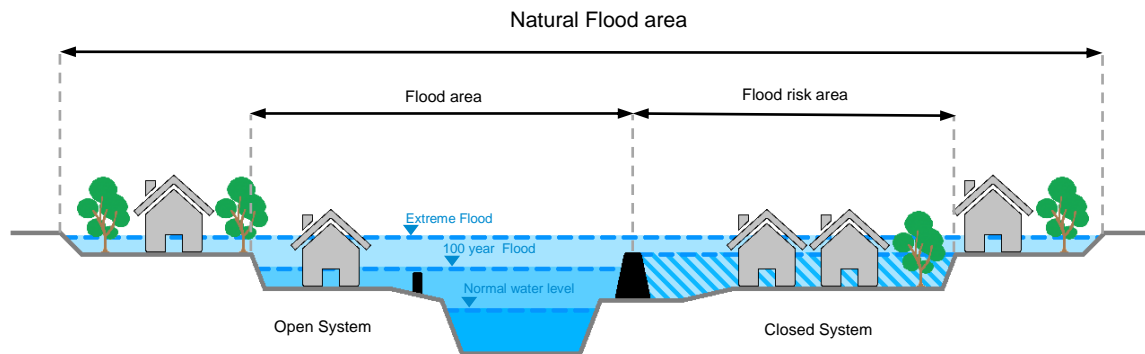 Natural Flood area
Flood area
Flood risk area
Extreme Flood
100 year Flood
Normal water level
Open System
Closed System